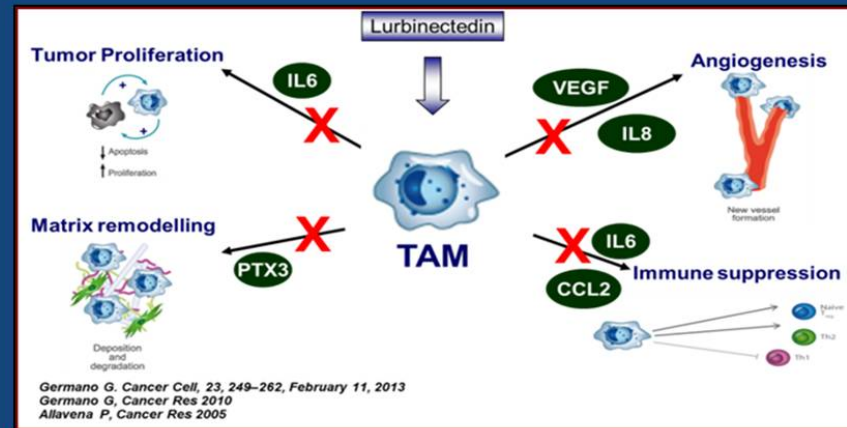 Lurbinectedin
Tumor Proliferation
IL6
+
+
↓ Apoptosis
↑ Proliferation
VEGF
IL8
Angiogenesis
New vessel
formation
Matrix remodelling
PTX3
Deposition
and
degradation
TAM
IL6
CCL2
Immune suppression
Naive
Th2
Th1
Germano G. Cancer Cell, 23, 249–262, February 11, 2013
Germano G, Cancer Res 2010
Allavena P, Cancer Res 2005